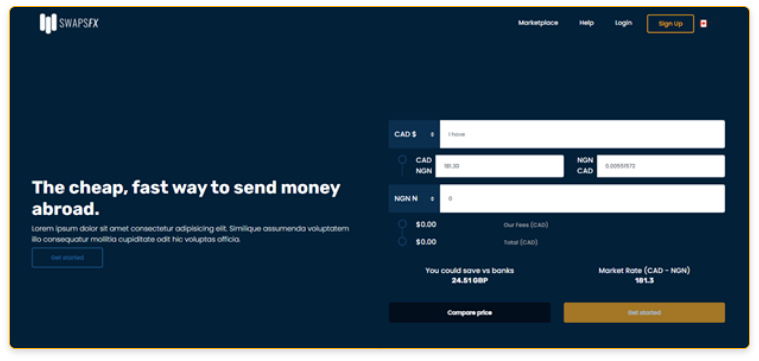 SWAPSFX
Marketplace
Help
Login
Sign Up
The cheap, fast way to send money
abroad.
Lorem ipsum dolor sit amet consectetur adipisicing elit. Similique assumenda voluptatem
illo consequatur mollitia cupiditate odit hic voluptas officia.
Get started
CAD $
I have
CAD
NGN
181.30
NGN
CAD
0.00551572
NGN N
0
$0.00
Our Fees (CAD)
$0.00
Total (CAD)
You could save vs banks
24.51 GBP
Market Rate (CAD - NGN)
181.3
Compare price
Get started